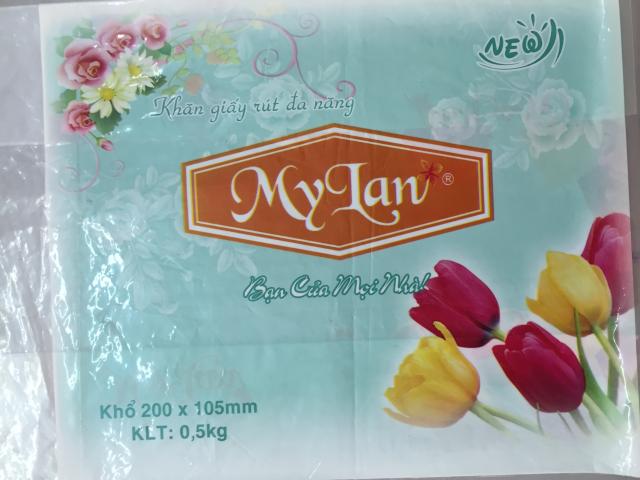 NEW
Khăn giấy rút đa năng
MyLan ®
Bạn Của Mọi Nhà!
Khổ 200 x 105mm
KLT: 0,5kg